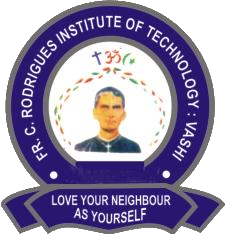 FR. C. RODRIGUES INSTITUTE OF TECHNOLOGY : VASHI
ॐ
LOVE YOUR NEIGHBOUR
AS YOURSELF